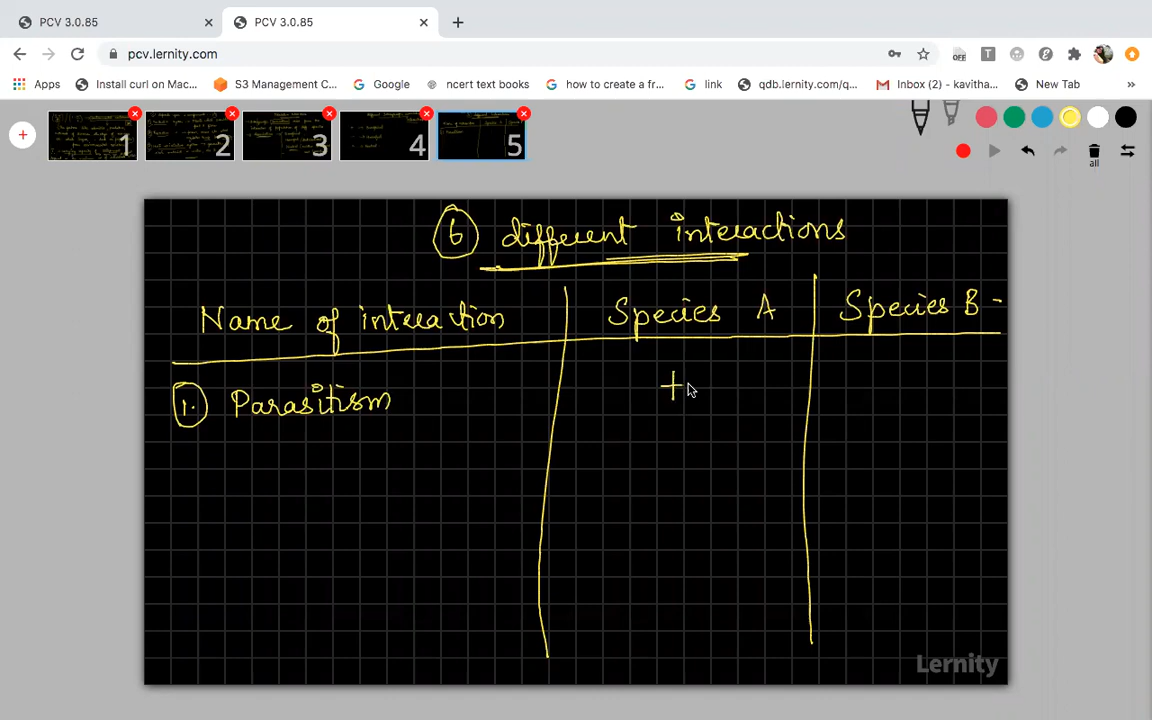 PCV 3.0.85
PCV 3.0.85
pcv.lernity.com
Apps
Install curl on Mac...
S3 Management C...
Google
ncert text books
how to create a fr...
link
qdb.lernity.com/q...
Inbox (2) - kavitha...
New Tab
OFF
1
2
3
4
5
all
6 different interactions
Name of interaction Species A Species B -
1. Parasitism +
Lernity